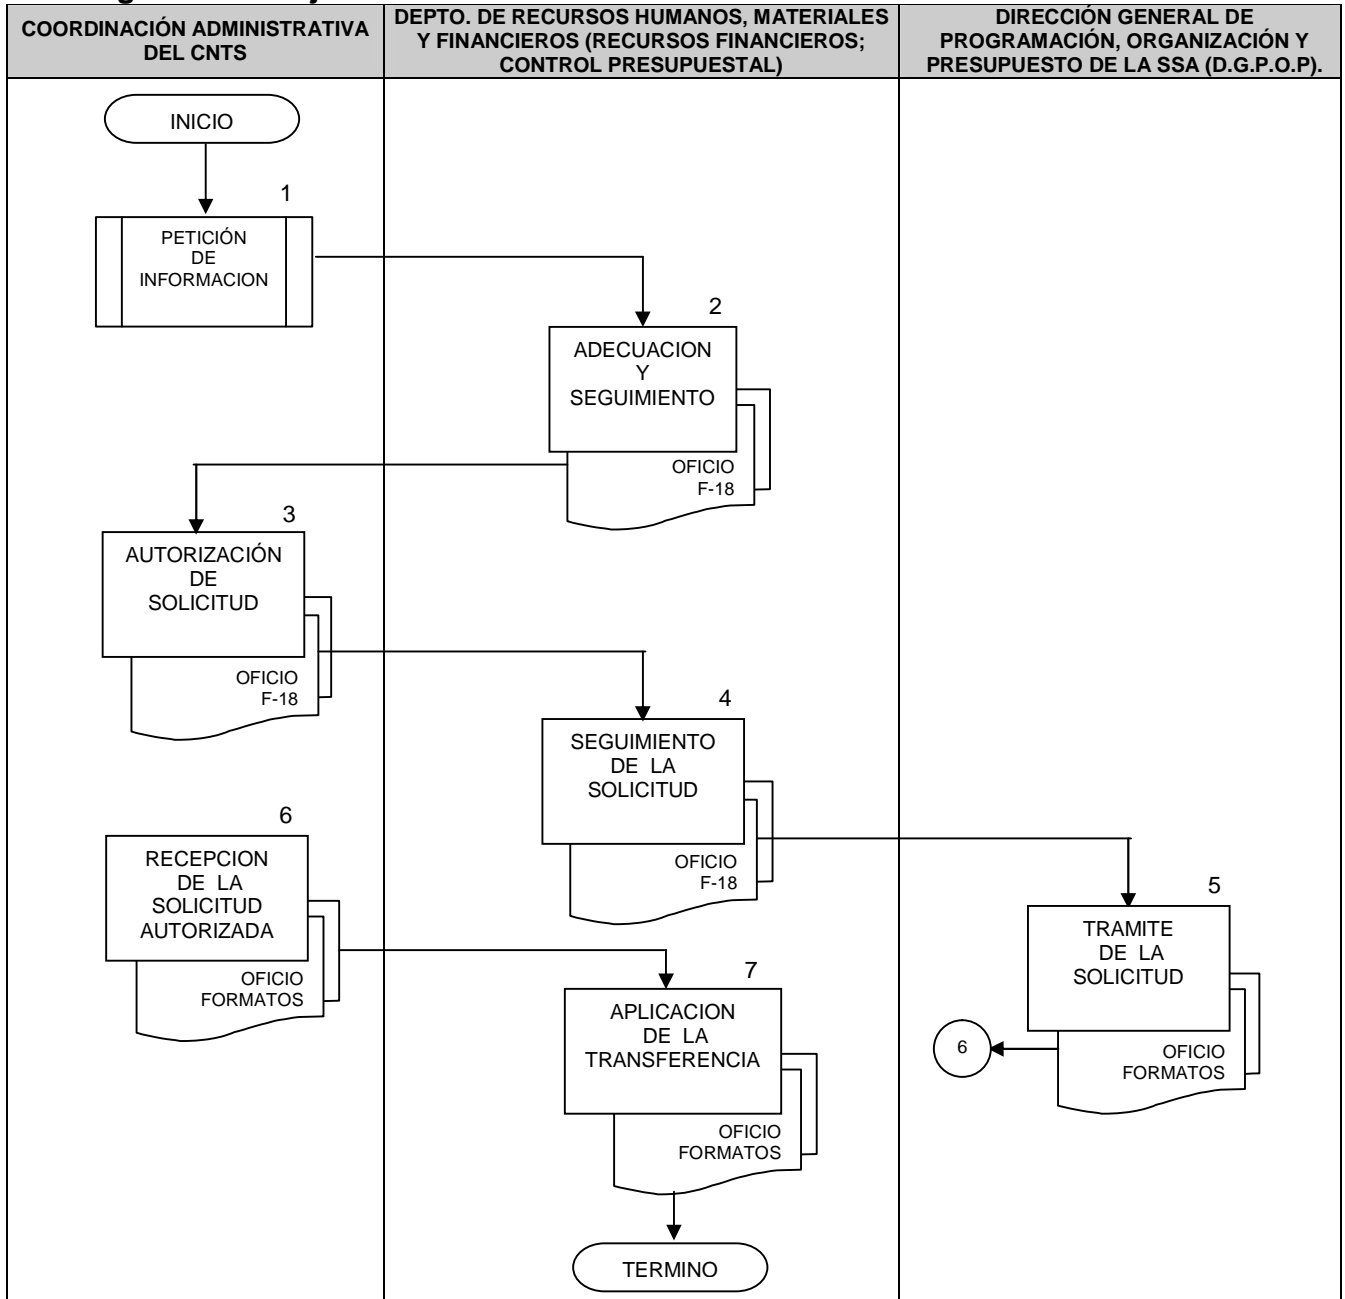 COORDINACIÓN ADMINISTRATIVA
DEL CNTS
DEPTO. DE RECURSOS HUMANOS, MATERIALES
Y FINANCIEROS (RECURSOS FINANCIEROS;
CONTROL PRESUPUESTAL)
DIRECCIÓN GENERAL DE
PROGRAMACIÓN, ORGANIZACIÓN Y
PRESUPUESTO DE LA SSA (D.G.P.O.P).
INICIO
1
PETICIÓN
DE
INFORMACION
2
ADECUACION
Y
SEGUIMIENTO
OFICIO
F-18
3
AUTORIZACIÓN
DE
SOLICITUD
OFICIO
F-18
4
SEGUIMIENTO
DE LA
SOLICITUD
OFICIO
F-18
5
TRAMITE
DE LA
SOLICITUD
OFICIO
FORMATOS
6
6
RECEPCION
DE LA
SOLICITUD
AUTORIZADA
OFICIO
FORMATOS
7
APLICACION
DE LA
TRANSFERENCIA
OFICIO
FORMATOS
TERMINO